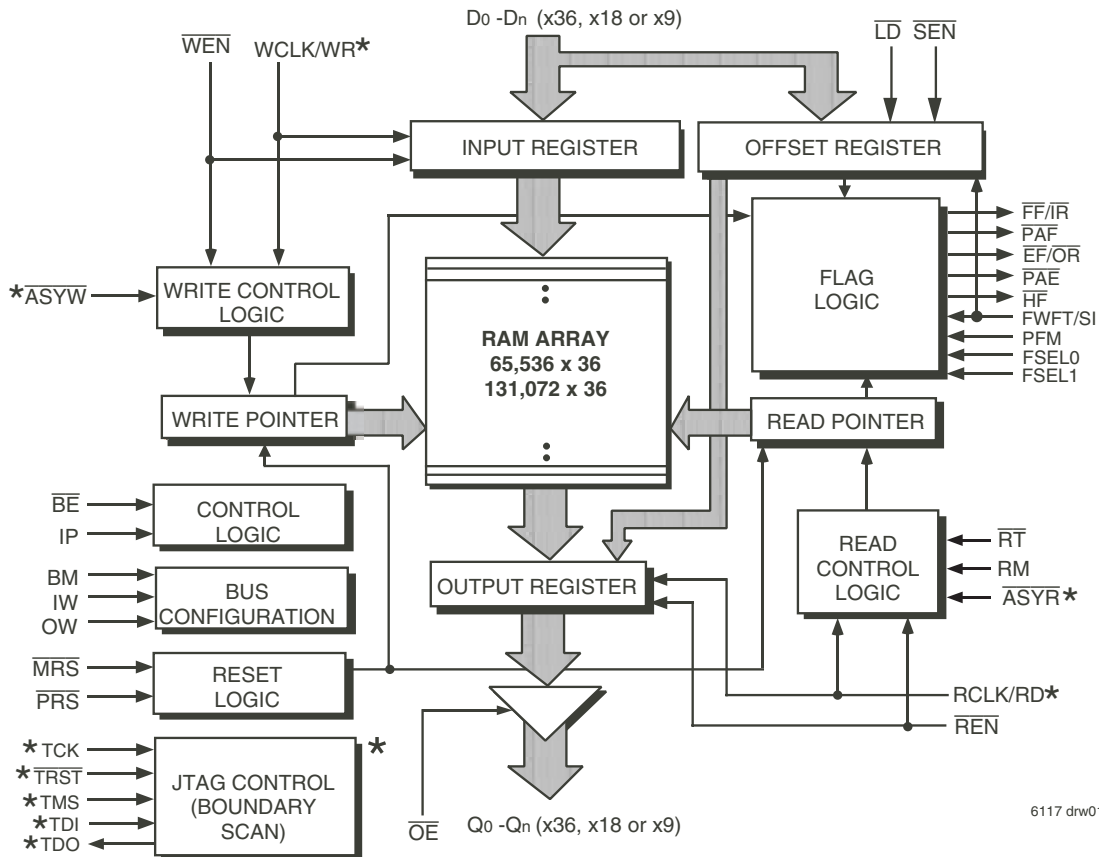 D0 -Dn (x36, x18 or x9)
WEN
WCLK/WR*
LD
SEN
INPUT REGISTER
OFFSET REGISTER
*ASYW
WRITE CONTROL
LOGIC
RAM ARRAY
65,536 x 36
131,072 x 36
FLAG
LOGIC
FF/IR
PAF
EF/OR
PAE
HF
FWFT/SI
PFM
FSEL0
FSEL1
WRITE POINTER
READ POINTER
BE
IP
CONTROL
LOGIC
BM
IW
OW
BUS
CONFIGURATION
OUTPUT REGISTER
READ
CONTROL
LOGIC
RT
RM
ASYR*
MRS
PRS
RESET
LOGIC
RCLK/RD*
REN
*TCK
*TRST
*TMS
*TDI
*TDO
JTAG CONTROL
(BOUNDARY
SCAN)
*
OE
Q0 -Qn (x36, x18 or x9)
6117 drw01